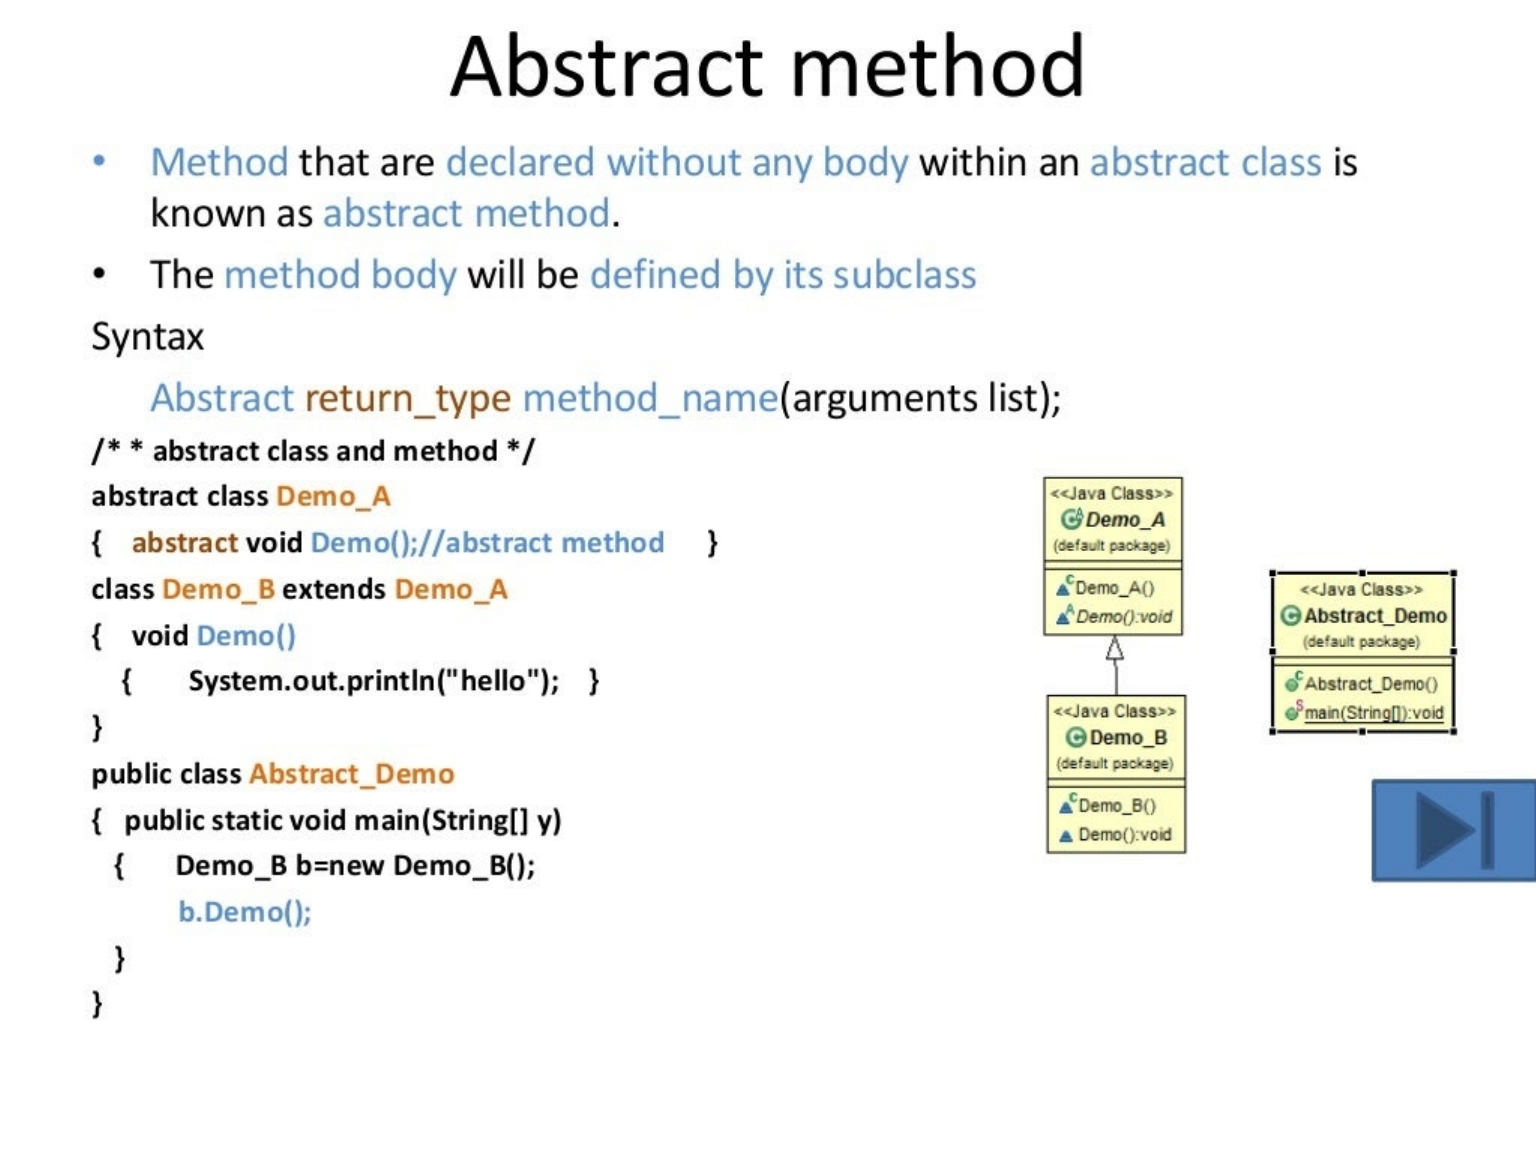 Abstract method
• Method that are declared without any body within an abstract class is
known as abstract method.
• The method body will be defined by its subclass
Syntax
Abstract return_type method_name(arguments list);
/* * abstract class and method */
abstract class Demo_A
{ abstract void Demo();//abstract method }
class Demo_B extends Demo_A
{ void Demo()
{ System.out.println("hello"); }
}
public class Abstract_Demo
{ public static void main(String[] y)
{ Demo_B b=new Demo_B();
b.Demo();
}
}
<<Java Class>>
Demo_A
(default package)
Demo_A()
Demo():void
<<Java Class>>
Demo_B
(default package)
Demo_B()
Demo():void
<<Java Class>>
Abstract_Demo
(default package)
Abstract_Demo()
main(String[]):void